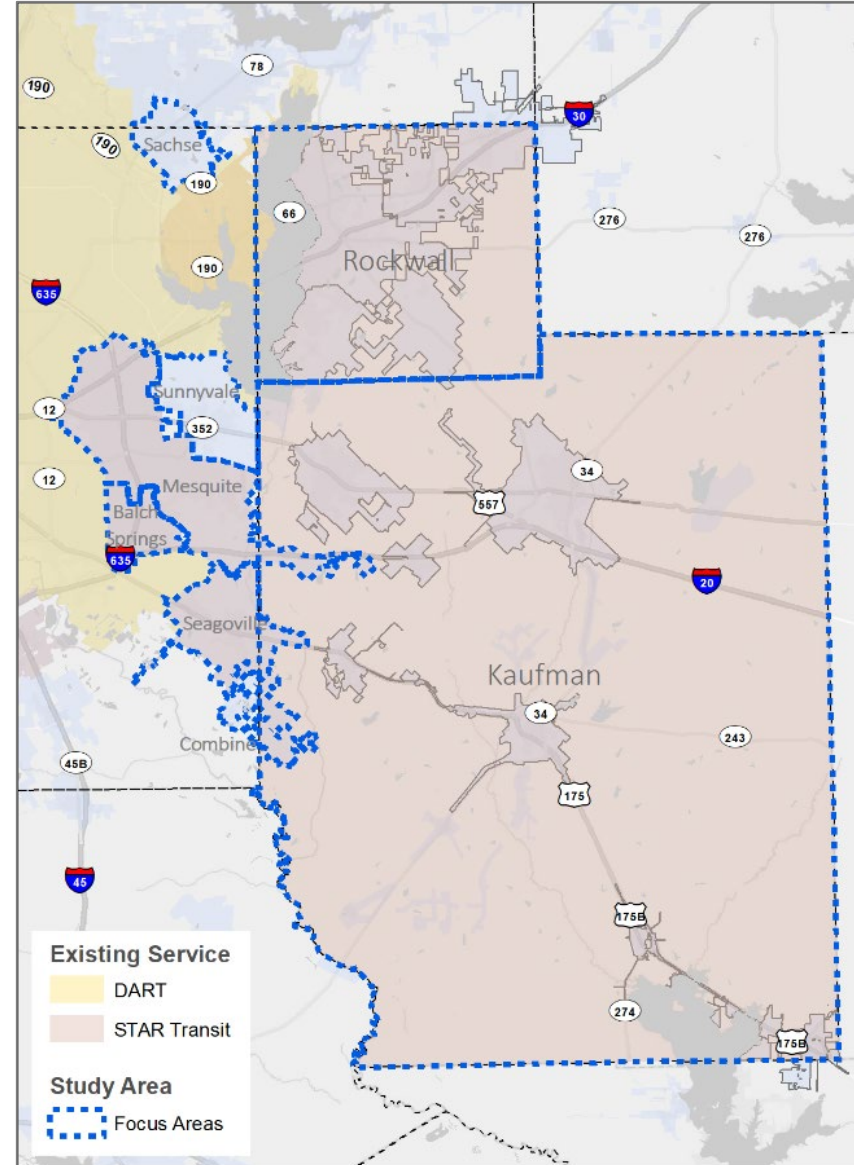 78
190
30
Sachse
190
190
66
276
276
190
Rockwall
635
Sunnyvale
12
352
34
12
Mesquite
557
Balch
Springs
635
20
Seagoville
Kaufman
34
243
Combine
45B
175
45
175B
274
175B
Existing Service
DART
STAR Transit
Study Area
Focus Areas